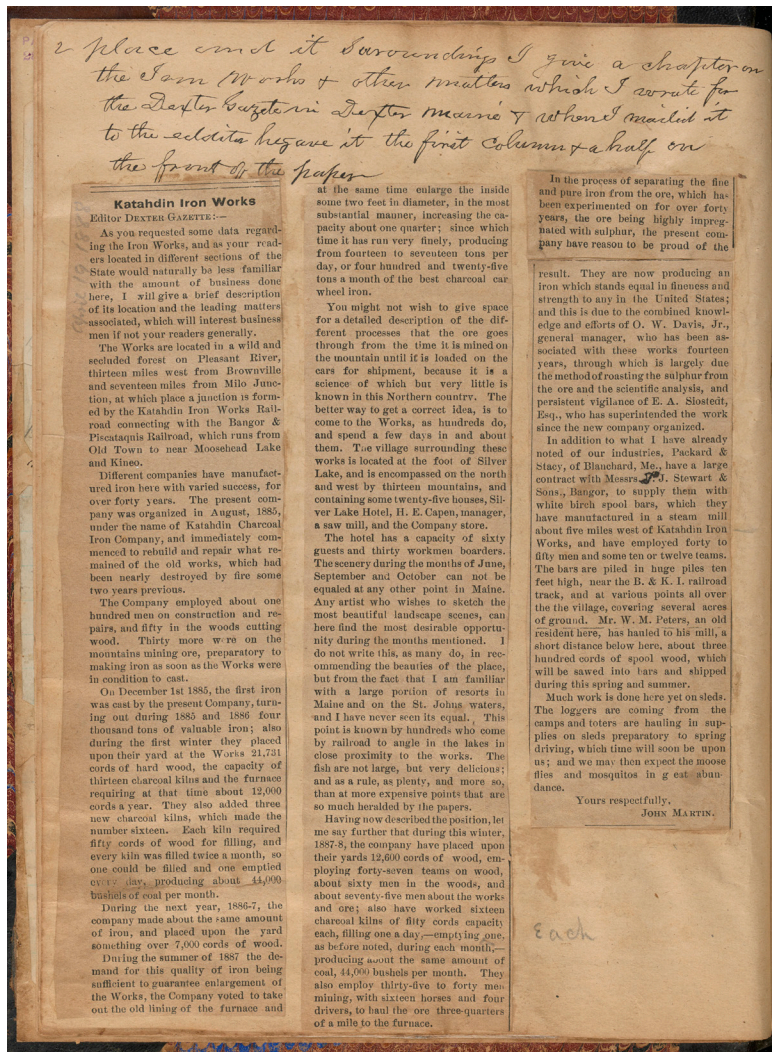 2 place and it Suroundings I give a chapter on
the Iron Works & other matters which I wrote for
the Dexter Gazete in Dexter Maine & when I mailed it
to the edditor he gave it the first column & a half on
the front of the paper
Katahdin Iron Works
Editor DEXTER GAZETTE:—
As you requested some data regard-
ing the Iron Works, and as your read-
ers located in different sections of the
State would naturally be less familiar
with the amount of business done
here, I will give a brief description
of its location and the leading matters
associated, which will interest business
men if not your readers generally.
The Works are located in a wild and
secluded forest on Pleasant River,
thirteen miles west from Brownville
and seventeen miles from Milo Junc-
tion, at which place a junction is form-
ed by the Katahdin Iron Works Rail-
road connecting with the Bangor &
Piscataquis Railroad, which runs from
Old Town to near Moosehead Lake
and Kineo.
Different companies have manufact-
ured iron here with varied success, for
over forty years. The present com-
pany was organized in August, 1885,
under the name of Katahdin Charcoal
Iron Company, and immediately com-
menced to rebuild and repair what re-
mained of the old works, which had
been nearly destroyed by fire some
two years previous.
The Company employed about one
hundred men on construction and re-
pairs, and fifty in the woods cutting
wood. Thirty more were on the
mountains mining ore, preparatory to
making iron as soon as the Works were
in condition to cast.
On December 1st 1885, the first iron
was cast by the present Company, turn-
ing out during 1885 and 1886 four
thousand tons of valuable iron; also
during the first winter they placed
upon their yard at the Works 21,731
cords of hard wood, the capacity of
thirteen charcoal kilns and the furnace
requiring at that time about 12,000
cords a year. They also added three
new charcoal kilns, which made the
number sixteen. Each kiln required
fifty cords of wood for filling, and
every kiln was filled twice a month, so
one could be filled and one emptied
every day, producing about 44,000
bushels of coal per month.
During the next year, 1886-7, the
company made about the same amount
of iron, and placed upon the yard
something over 7,000 cords of wood.
During the summer of 1887 the de-
mand for this quality of iron being
sufficient to guarantee enlargement of
the Works, the Company voted to take
out the old lining of the furnace and
at the same time enlarge the inside
some two feet in diameter, in the most
substantial manner, increasing the ca-
pacity about one quarter; since which
time it has run very finely, producing
from fourteen to seventeen tons per
day, or four hundred and twenty-five
tons a month of the best charcoal car
wheel iron.
You might not wish to give space
for a detailed description of the dif-
ferent processes that the ore goes
through from the time it is mined on
the mountain until it is loaded on the
cars for shipment, because it is a
science of which but very little is
known in this Northern country. The
better way to get a correct idea, is to
come to the Works, as hundreds do,
and spend a few days in and about
them. The village surrounding these
works is located at the foot of Silver
Lake, and is encompassed on the north
and west by thirteen mountains, and
containing some twenty-five houses, Sil-
ver Lake Hotel, H. E. Capen, manager,
a saw mill, and the Company store.
The hotel has a capacity of sixty
guests and thirty workmen boarders.
The scenery during the months of June,
September and October can not be
equaled at any other point in Maine.
Any artist who wishes to sketch the
most beautiful landscape scenes, can
here find the most desirable opportu-
nity during the months mentioned. I
do not write this, as many do, in rec-
ommending the beauties of the place,
but from the fact that I am familiar
with a large portion of resorts in
Maine and on the St. Johns waters,
and I have never seen its equal. This
point is known by hundreds who come
by railroad to angle in the lakes in
close proximity to the works. The
fish are not large, but very delicious;
and as a rule, as plenty, and more so,
than at more expensive points that are
so much heralded by the papers.
Having now described the position, let
me say further that during this winter,
1887-8, the company have placed upon
their yards 12,600 cords of wood, em-
ploying forty-seven teams on wood,
about sixty men in the woods, and
about seventy-five men about the works
and ore; also have worked sixteen
charcoal kilns of fifty cords capacity
each, filling one a day,—emptying one,
as before noted, during each month,—
producing about the same amount of
coal, 44,000 bushels per month. They
also employ thirty-five to forty men
mining, with sixteen horses and four
drivers, to haul the ore three-quarters
of a mile to the furnace.
In the process of separating the fine
and pure iron from the ore, which has
been experimented on for over forty
years, the ore being highly impreg-
nated with sulphur, the present com-
pany have reason to be proud of the
result. They are now producing an
iron which stands equal in fineness and
strength to any in the United States;
and this is due to the combined knowl-
edge and efforts of O. W. Davis, Jr.,
general manager, who has been as-
sociated with these works fourteen
years, through which is largely due
the method of roasting the sulphur from
the ore and the scientific analysis, and
persistent vigilance of E. A. Slostedt,
Esq., who has superintended the work
since the new company organized.
In addition to what I have already
noted of our industries, Packard &
Stacy, of Blanchard, Me., have a large
contract with Messrs. J. Stewart &
Sons., Bangor, to supply them with
white birch spool bars, which they
have manufactured in a steam mill
about five miles west of Katahdin Iron
Works, and have employed forty to
fifty men and some ten or twelve teams.
The bars are piled in huge piles ten
feet high, near the B. & K. I. railroad
track, and at various points all over
the the village, covering several acres
of ground. Mr. W. M. Peters, an old
resident here, has hauled to his mill, a
short distance below here, about three
hundred cords of spool wood, which
will be sawed into bars and shipped
during this spring and summer.
Much work is done here yet on sleds.
The loggers are coming from the
camps and toters are hauling in sup-
plies on sleds preparatory to spring
driving, which time will soon be upon
us; and we may then expect the moose
flies and mosquitos in g eat abun-
dance.
Yours respectfully,
JOHN MARTIN.
Each